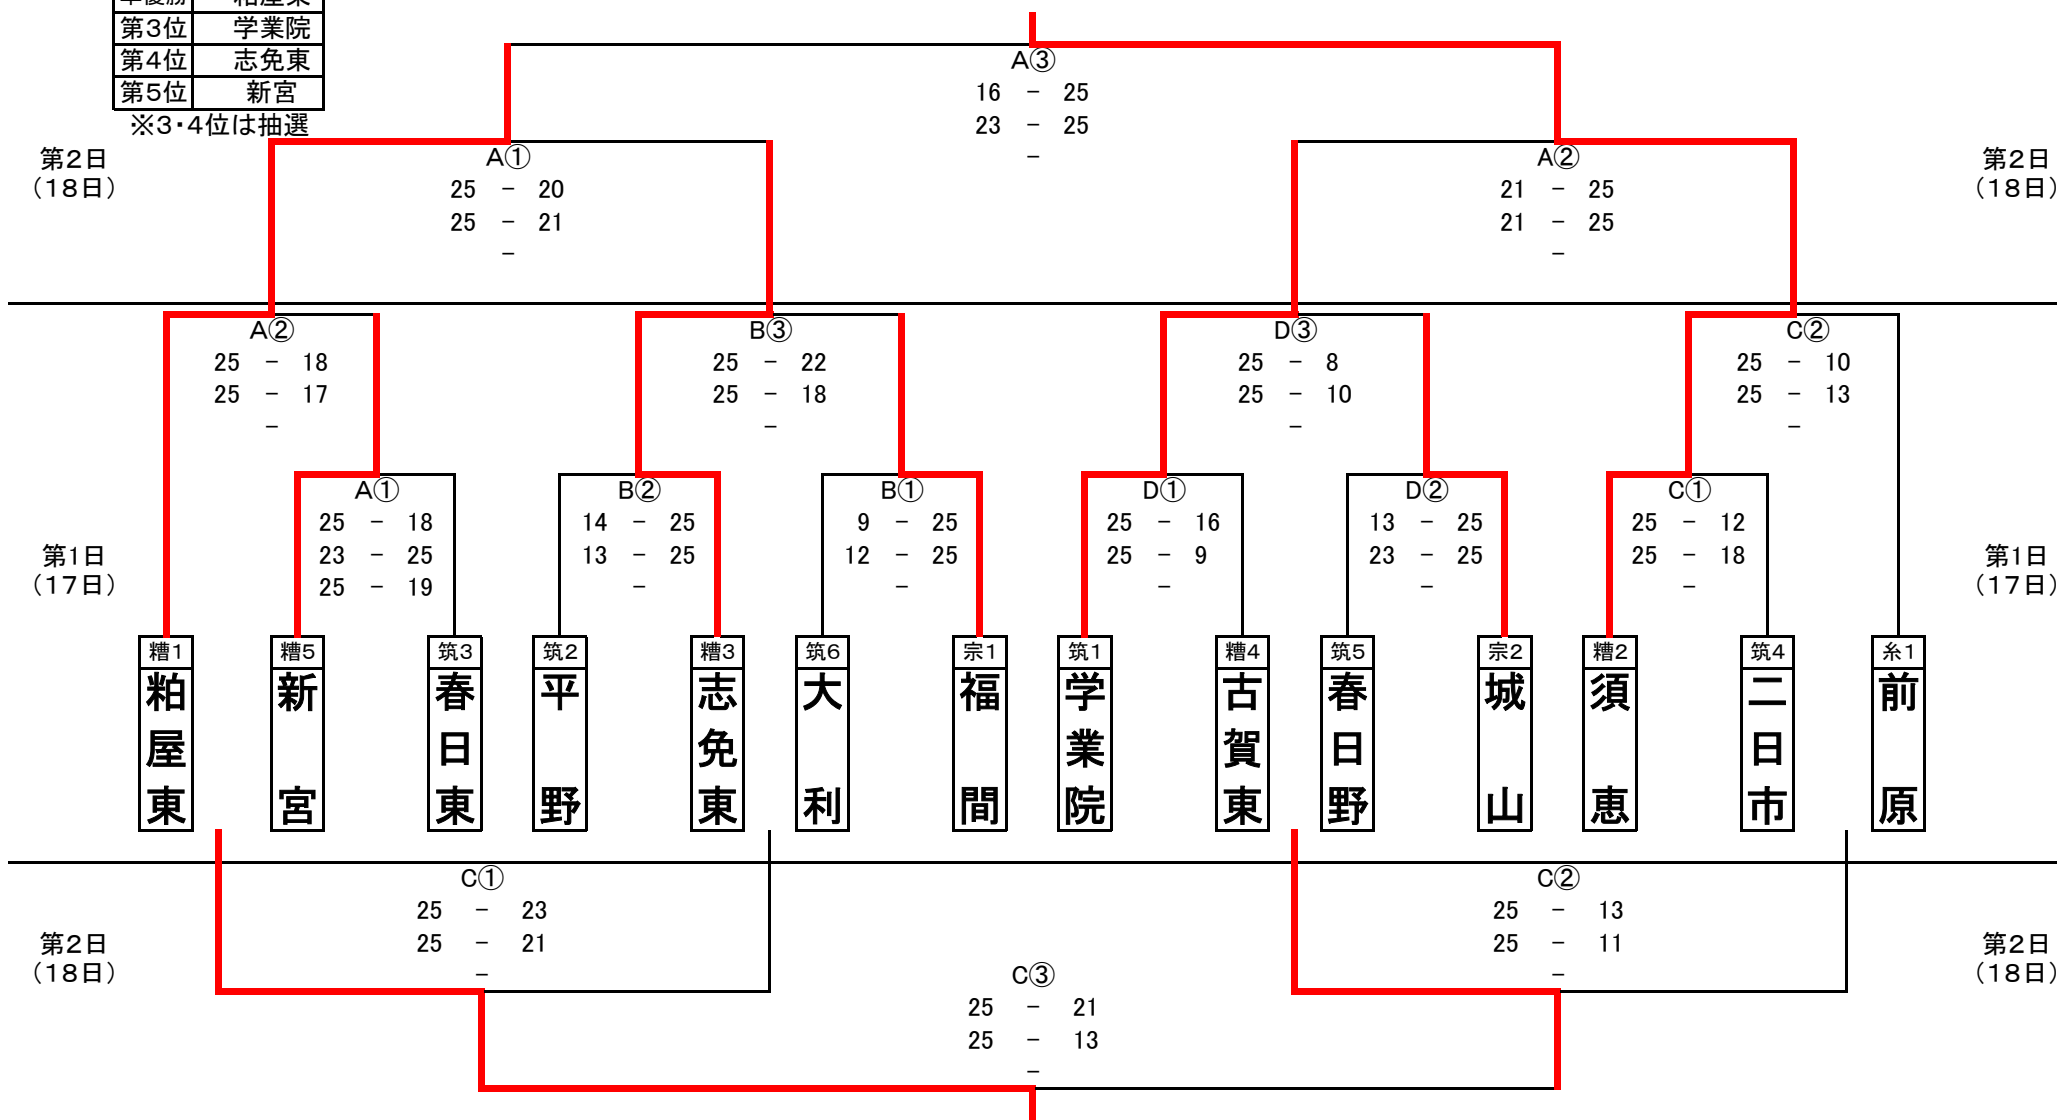 準優勝 粕屋東
第3位 学業院
第4位 志免東
第5位 新宮
※3・4位は抽選
A③
16 - 25
23 - 25
-
第2日
（18日）
A①
25 - 20
25 - 21
-
A②
21 - 25
21 - 25
-
第2日
（18日）
A②
25 - 18
25 - 17
-
B③
25 - 22
25 - 18
-
D③
25 - 8
25 - 10
-
C②
25 - 10
25 - 13
-
第1日
（17日）
A①
25 - 18
23 - 25
25 - 19
B②
14 - 25
13 - 25
-
B①
9 - 25
12 - 25
-
D①
25 - 16
25 - 9
-
D②
13 - 25
23 - 25
-
C①
25 - 12
25 - 18
-
第1日
（17日）
糟1
粕屋東
糟5
新宮
筑3
春日東
筑2
平野
糟3
志免東
筑6
大利
宗1
福間
筑1
学業院
糟4
古賀東
筑5
春日野
宗2
城山
糟2
須恵
筑4
二日市
糸1
前原
第2日
（18日）
C①
25 - 23
25 - 21
-
C②
25 - 13
25 - 11
-
第2日
（18日）
C③
25 - 21
25 - 13
-